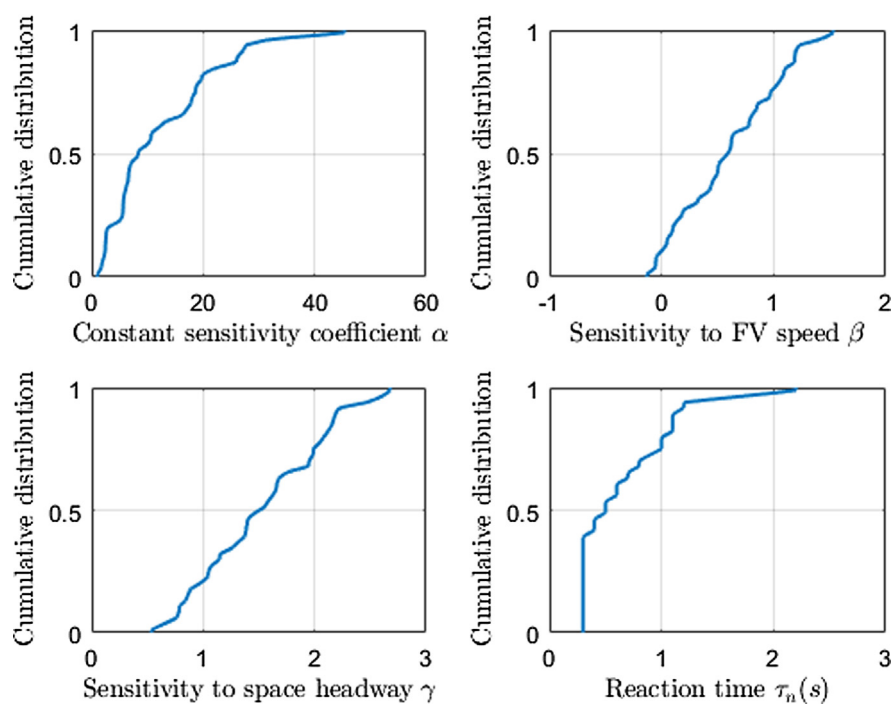 Cumulative distribution
1
0.5
0
0 20 40 60
Constant sensitivity coefficient α
Cumulative distribution
1
0.5
0
-1 0 1 2
Sensitivity to FV speed β
Cumulative distribution
1
0.5
0
0 1 2 3
Sensitivity to space headway γ
Cumulative distribution
1
0.5
0
0 1 2 3
Reaction time τₙ(s)